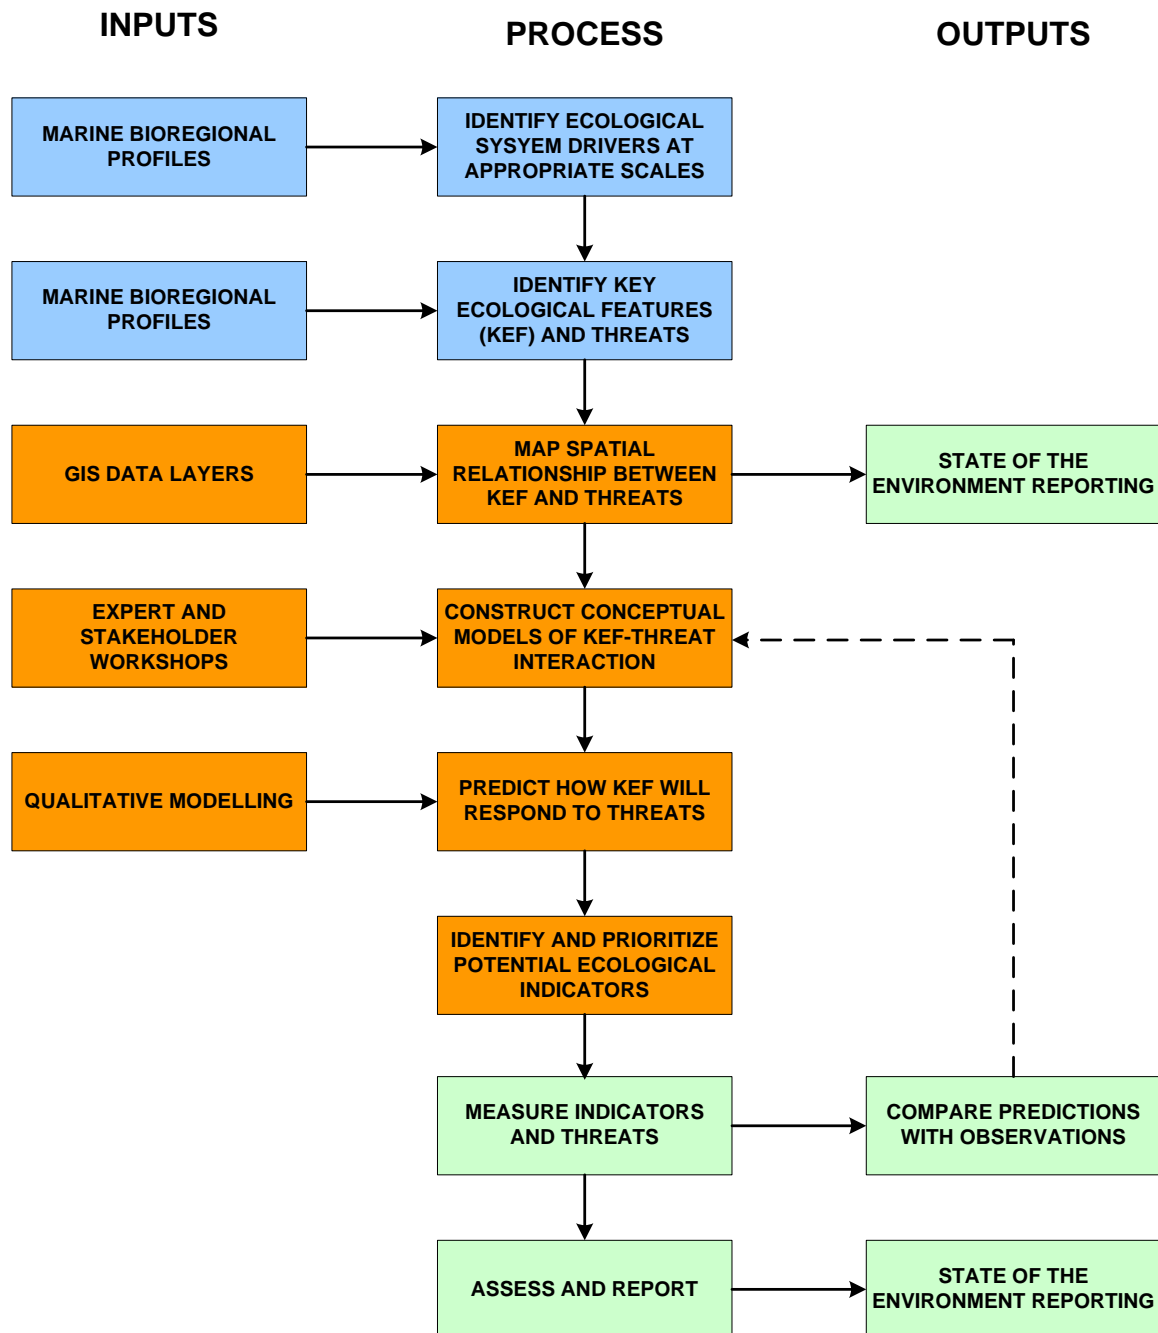 INPUTS
PROCESS
OUTPUTS
MARINE BIOREGIONAL
PROFILES
IDENTIFY ECOLOGICAL
SYSYEM DRIVERS AT
APPROPRIATE SCALES
MARINE BIOREGIONAL
PROFILES
IDENTIFY KEY
ECOLOGICAL FEATURES
(KEF) AND THREATS
GIS DATA LAYERS
MAP SPATIAL
RELATIONSHIP BETWEEN
KEF AND THREATS
STATE OF THE
ENVIRONMENT REPORTING
EXPERT AND
STAKEHOLDER
WORKSHOPS
CONSTRUCT CONCEPTUAL
MODELS OF KEF-THREAT
INTERACTION
QUALITATIVE MODELLING
PREDICT HOW KEF WILL
RESPOND TO THREATS
IDENTIFY AND PRIORITIZE
POTENTIAL ECOLOGICAL
INDICATORS
MEASURE INDICATORS
AND THREATS
COMPARE PREDICTIONS
WITH OBSERVATIONS
ASSESS AND REPORT
STATE OF THE
ENVIRONMENT REPORTING